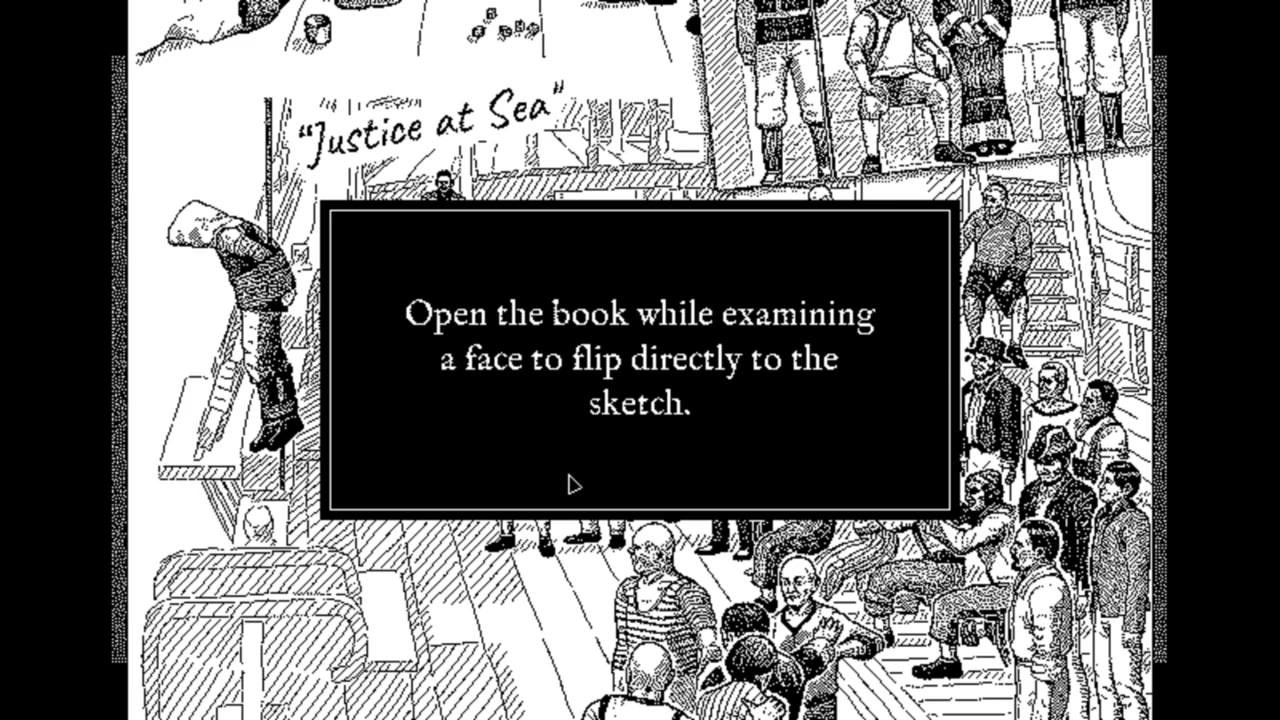 "Justice at Sea"
Open the book while examining
a face to flip directly to the
sketch.